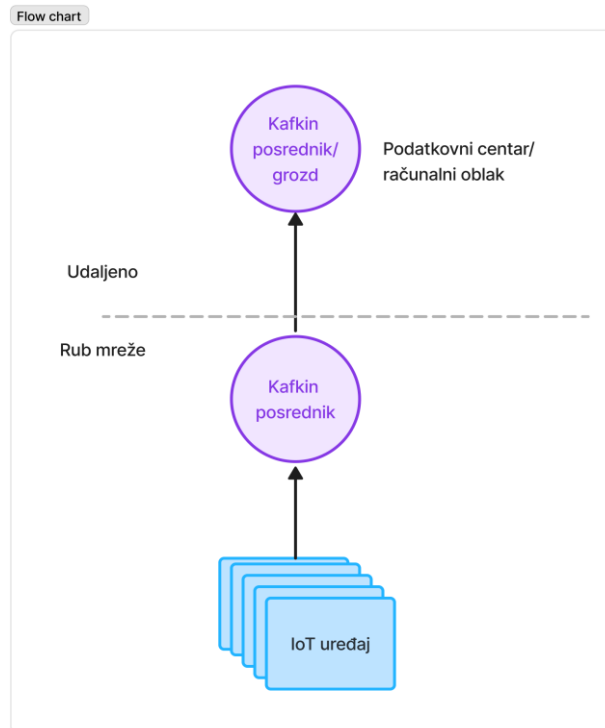 Flow chart
Kafkin
posrednik/
grozd
Podatkovni centar/
računalni oblak
Udaljeno
Rub mreže
Kafkin
posrednik
IoT uređaj